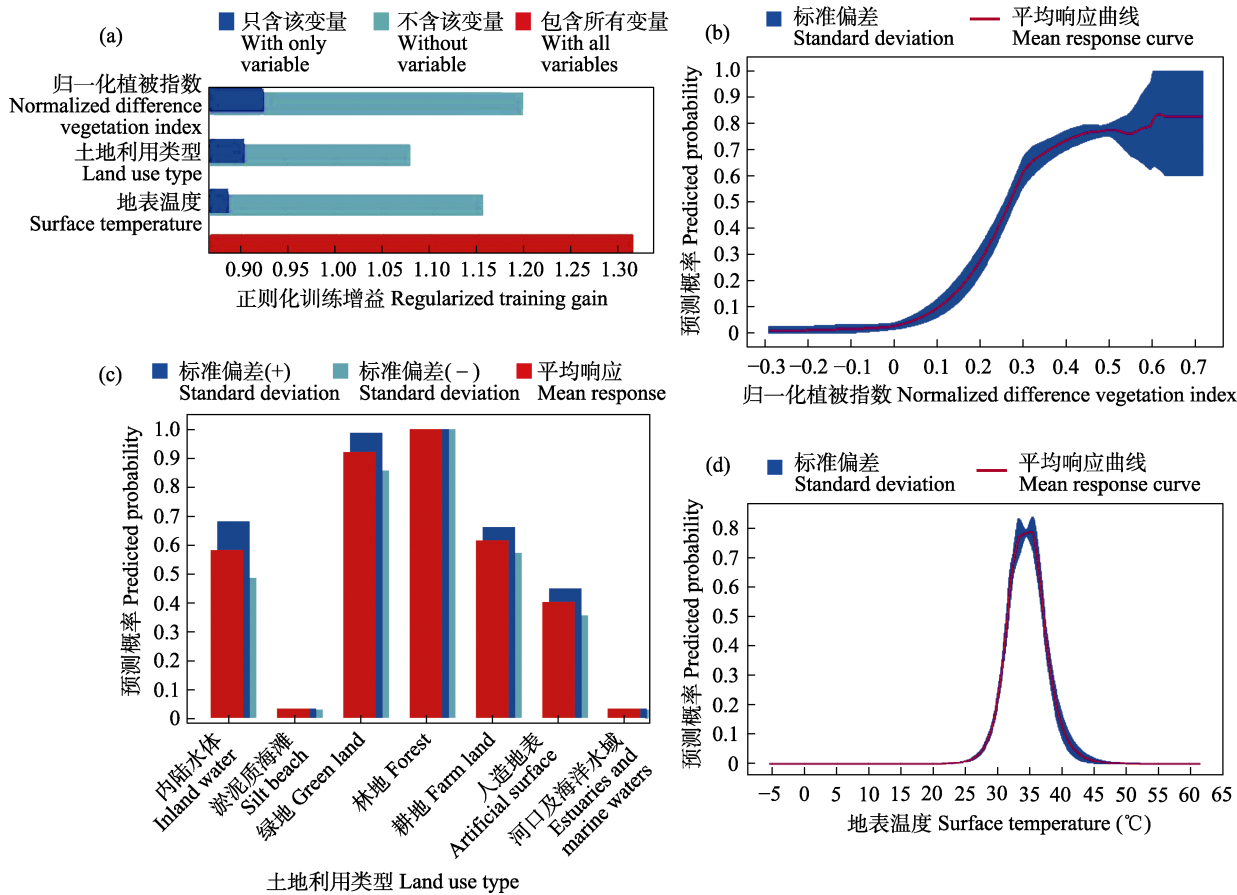 (a)
只含该变量
With only
variable
不含该变量
Without
variable
包含所有变量
With all
variables
归一化植被指数
Normalized difference
vegetation index
土地利用类型
Land use type
地表温度
Surface temperature
0.90 0.95 1.00 1.05 1.10 1.15 1.20 1.25 1.30
正则化训练增益 Regularized training gain
(b)
标准偏差
Standard deviation
平均响应曲线
Mean response curve
预测概率 Predicted probability
1.0
0.9
0.8
0.7
0.6
0.5
0.4
0.3
0.2
0.1
0
−0.3 −0.2 −0.1 0 0.1 0.2 0.3 0.4 0.5 0.6 0.7
归一化植被指数 Normalized difference vegetation index
(c)
标准偏差(+)
Standard deviation
标准偏差(−)
Standard deviation
平均响应
Mean response
预测概率 Predicted probability
1.0
0.9
0.8
0.7
0.6
0.5
0.4
0.3
0.2
0.1
0
内陆水体
Inland water
淤泥质海滩
Silt beach
绿地 Green land
林地 Forest
耕地 Farm land
人造地表
Artificial surface
河口及海洋水域
Estuaries and
marine waters
土地利用类型 Land use type
(d)
标准偏差
Standard deviation
平均响应曲线
Mean response curve
预测概率 Predicted probability
0.8
0.7
0.6
0.5
0.4
0.3
0.2
0.1
0
−5 0 5 10 15 20 25 30 35 40 45 50 55 60 65
地表温度 Surface temperature (℃)